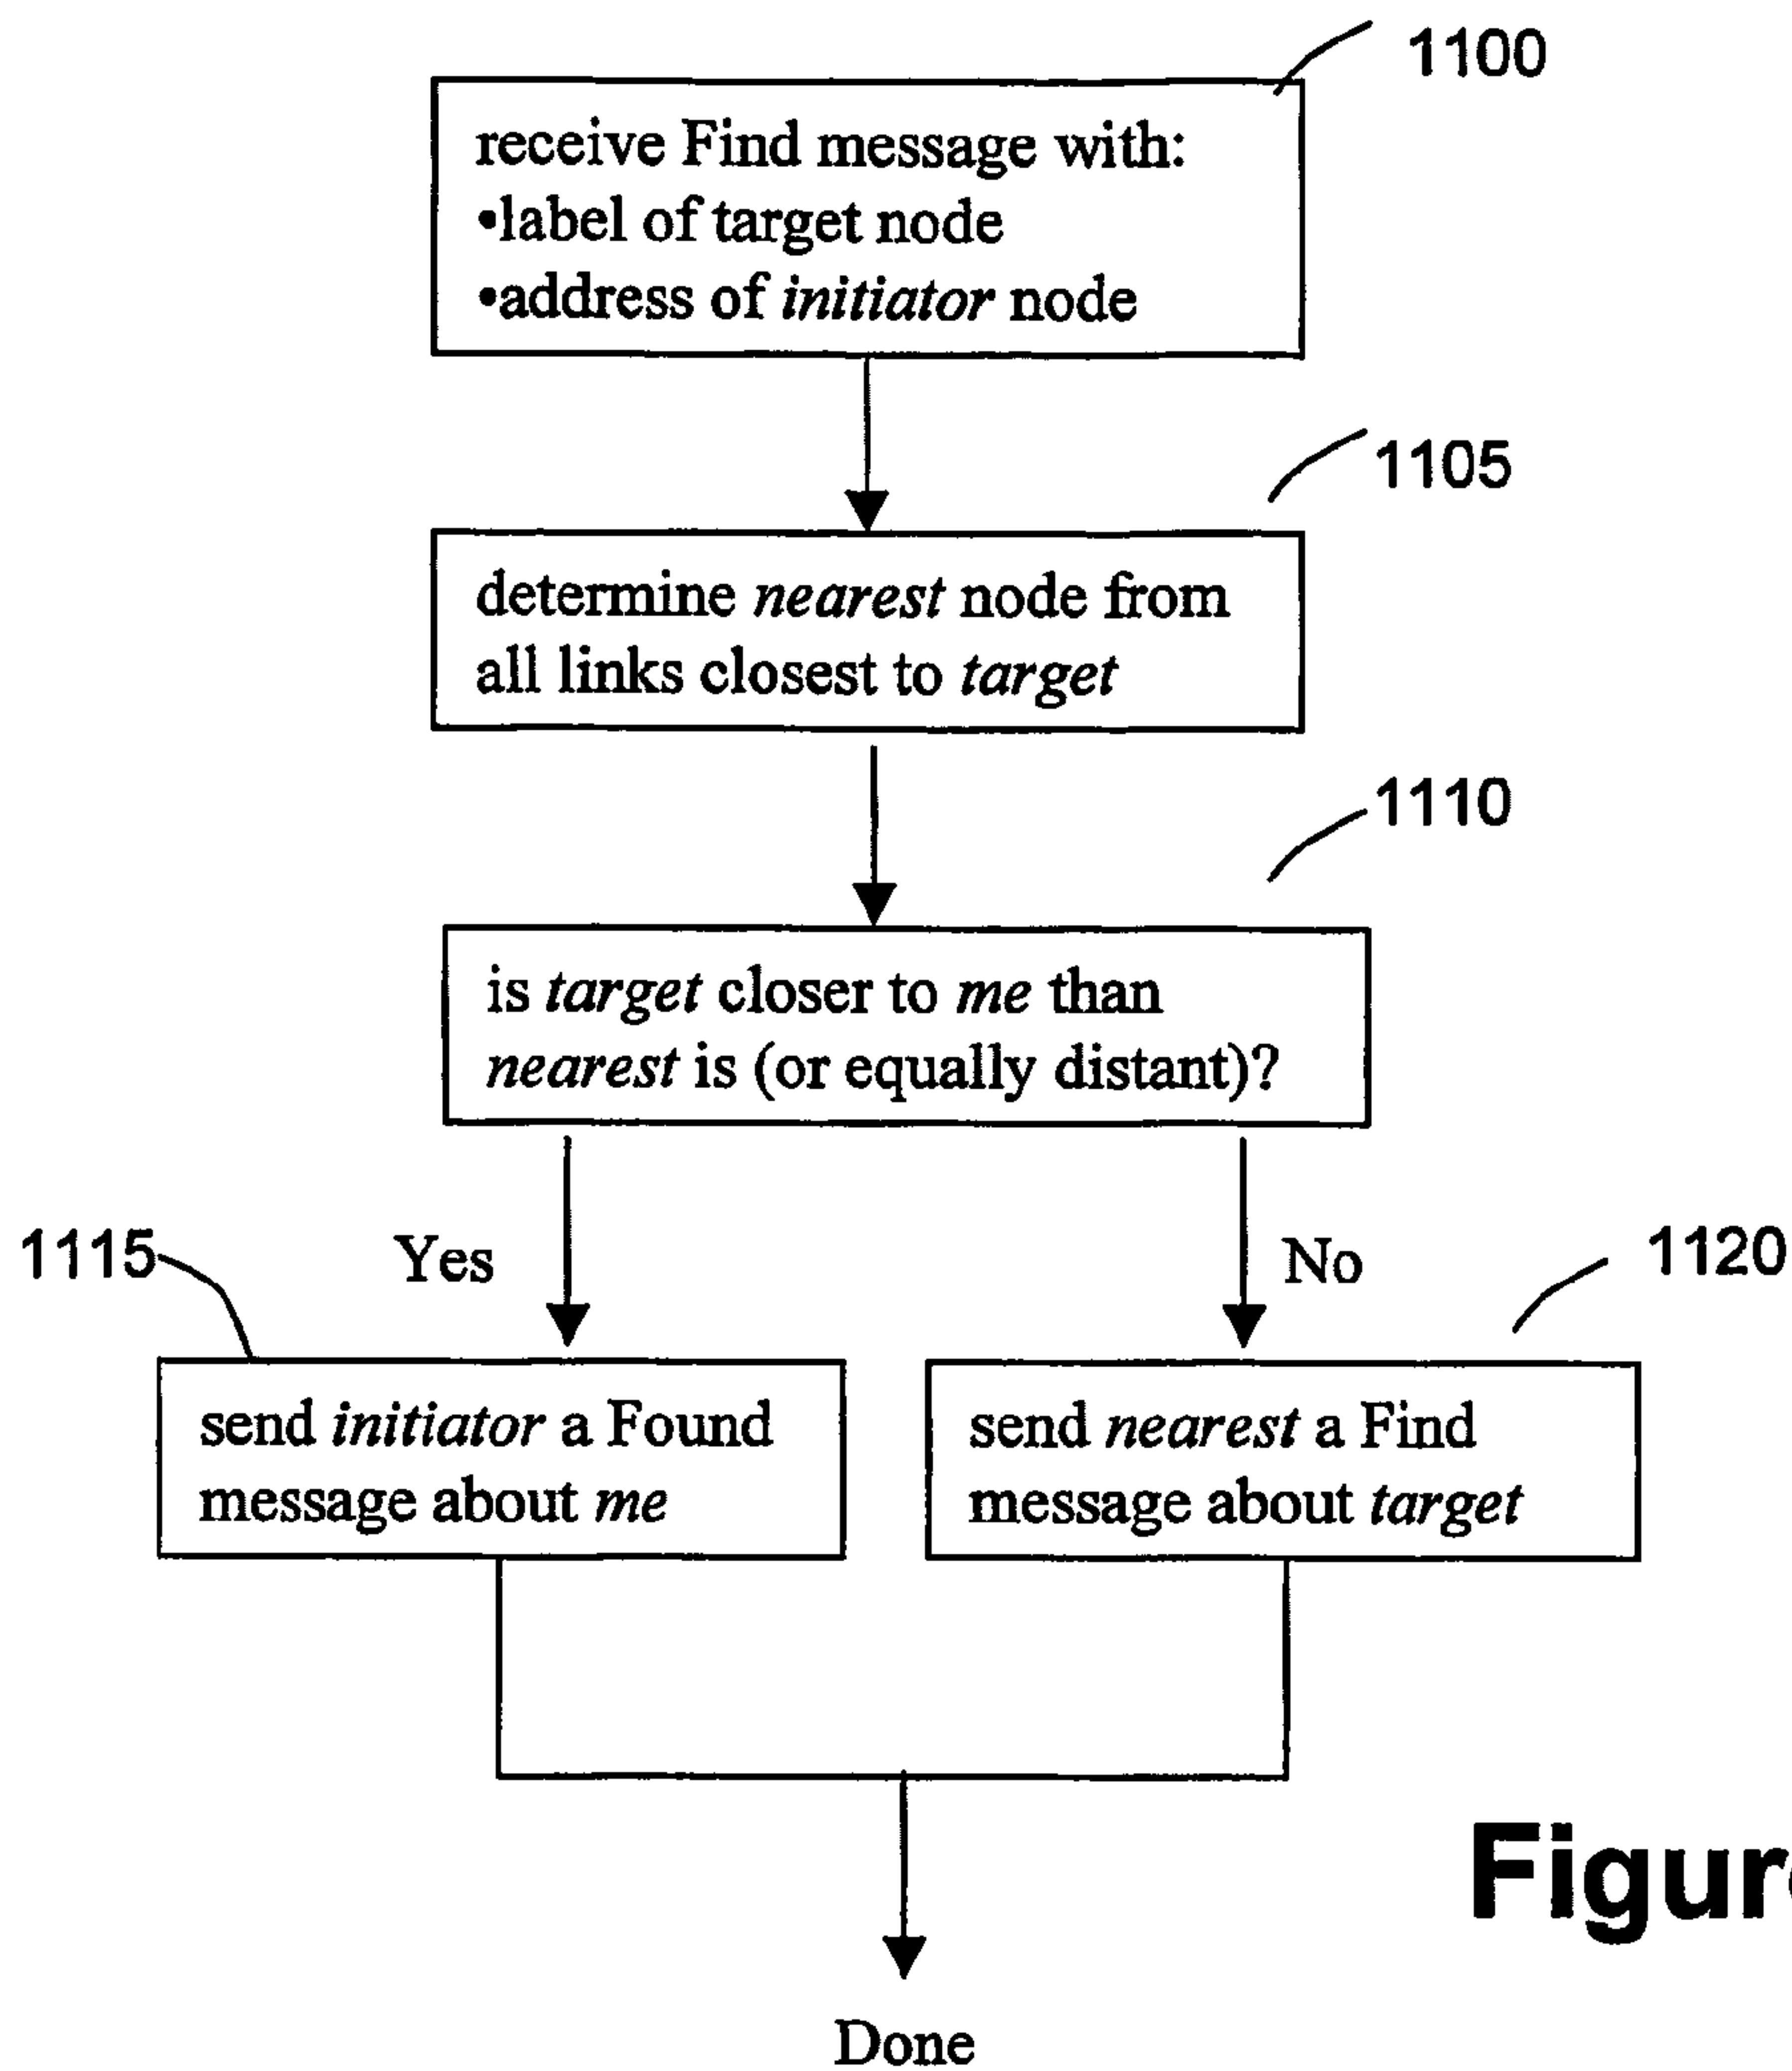 1100
receive Find message with:
•label of target node
•address of initiator node
1105
determine nearest node from
all links closest to target
1110
is target closer to me than
nearest is (or equally distant)?
1115
Yes
No
1120
send initiator a Found
message about me
send nearest a Find
message about target
Done